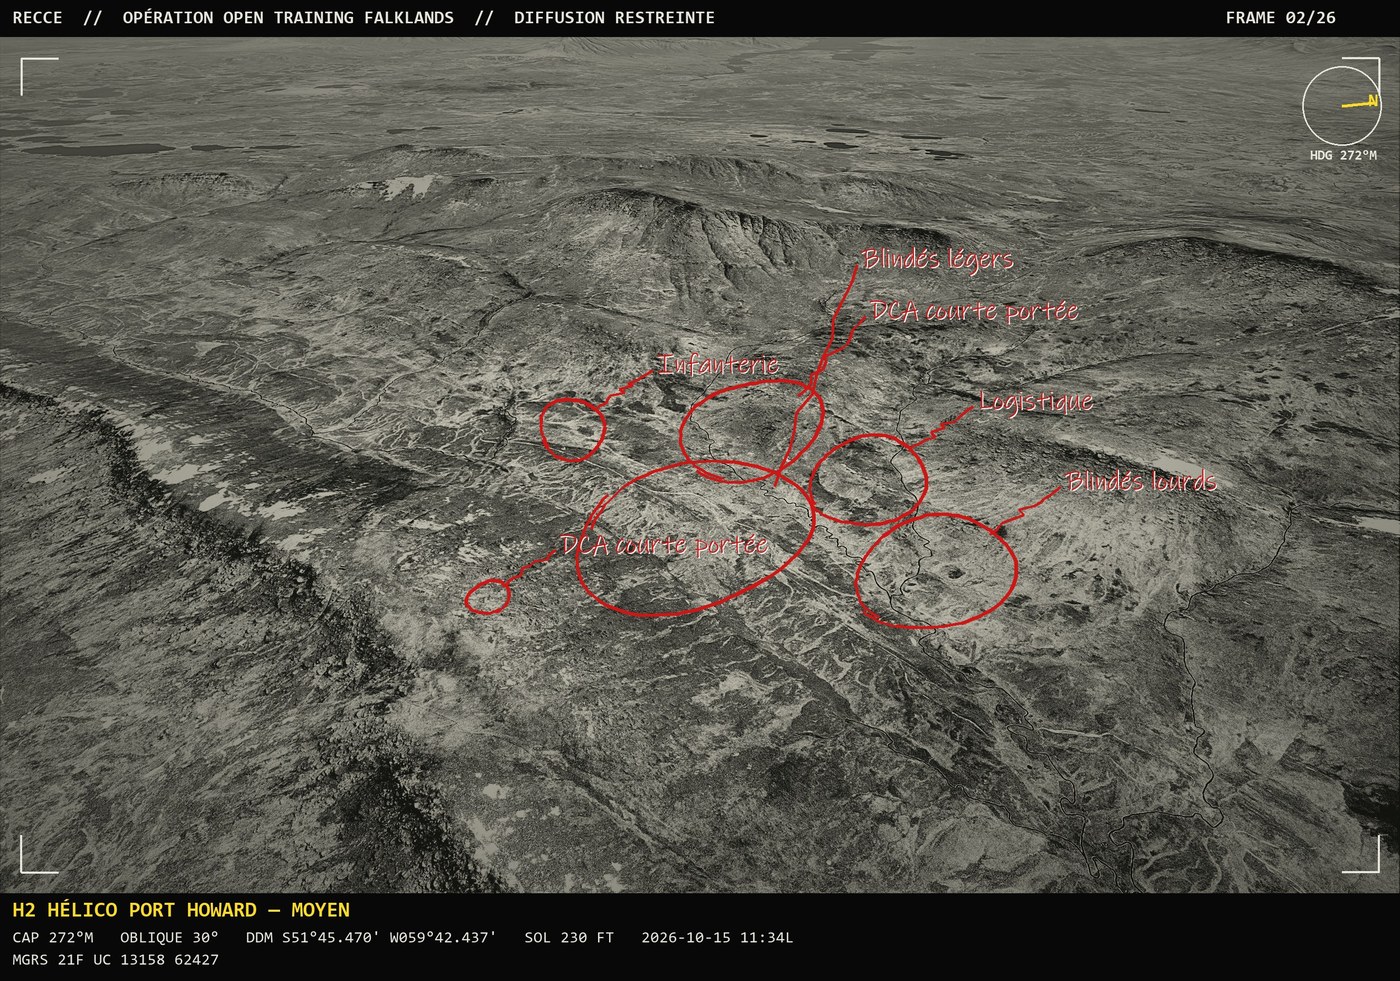 RECCE // OPÉRATION OPEN TRAINING FALKLANDS // DIFFUSION RESTREINTE FRAME 02/26
N
HDG 272°M
Blindés légers
DCA courte portée
Infanterie
Logistique
Blindés lourds
DCA courte portée
H2 HÉLICO PORT HOWARD — MOYEN
CAP 272°M OBLIQUE 30° DDM S51°45.470' W059°42.437' SOL 230 FT 2026-10-15 11:34L
MGRS 21F UC 13158 62427